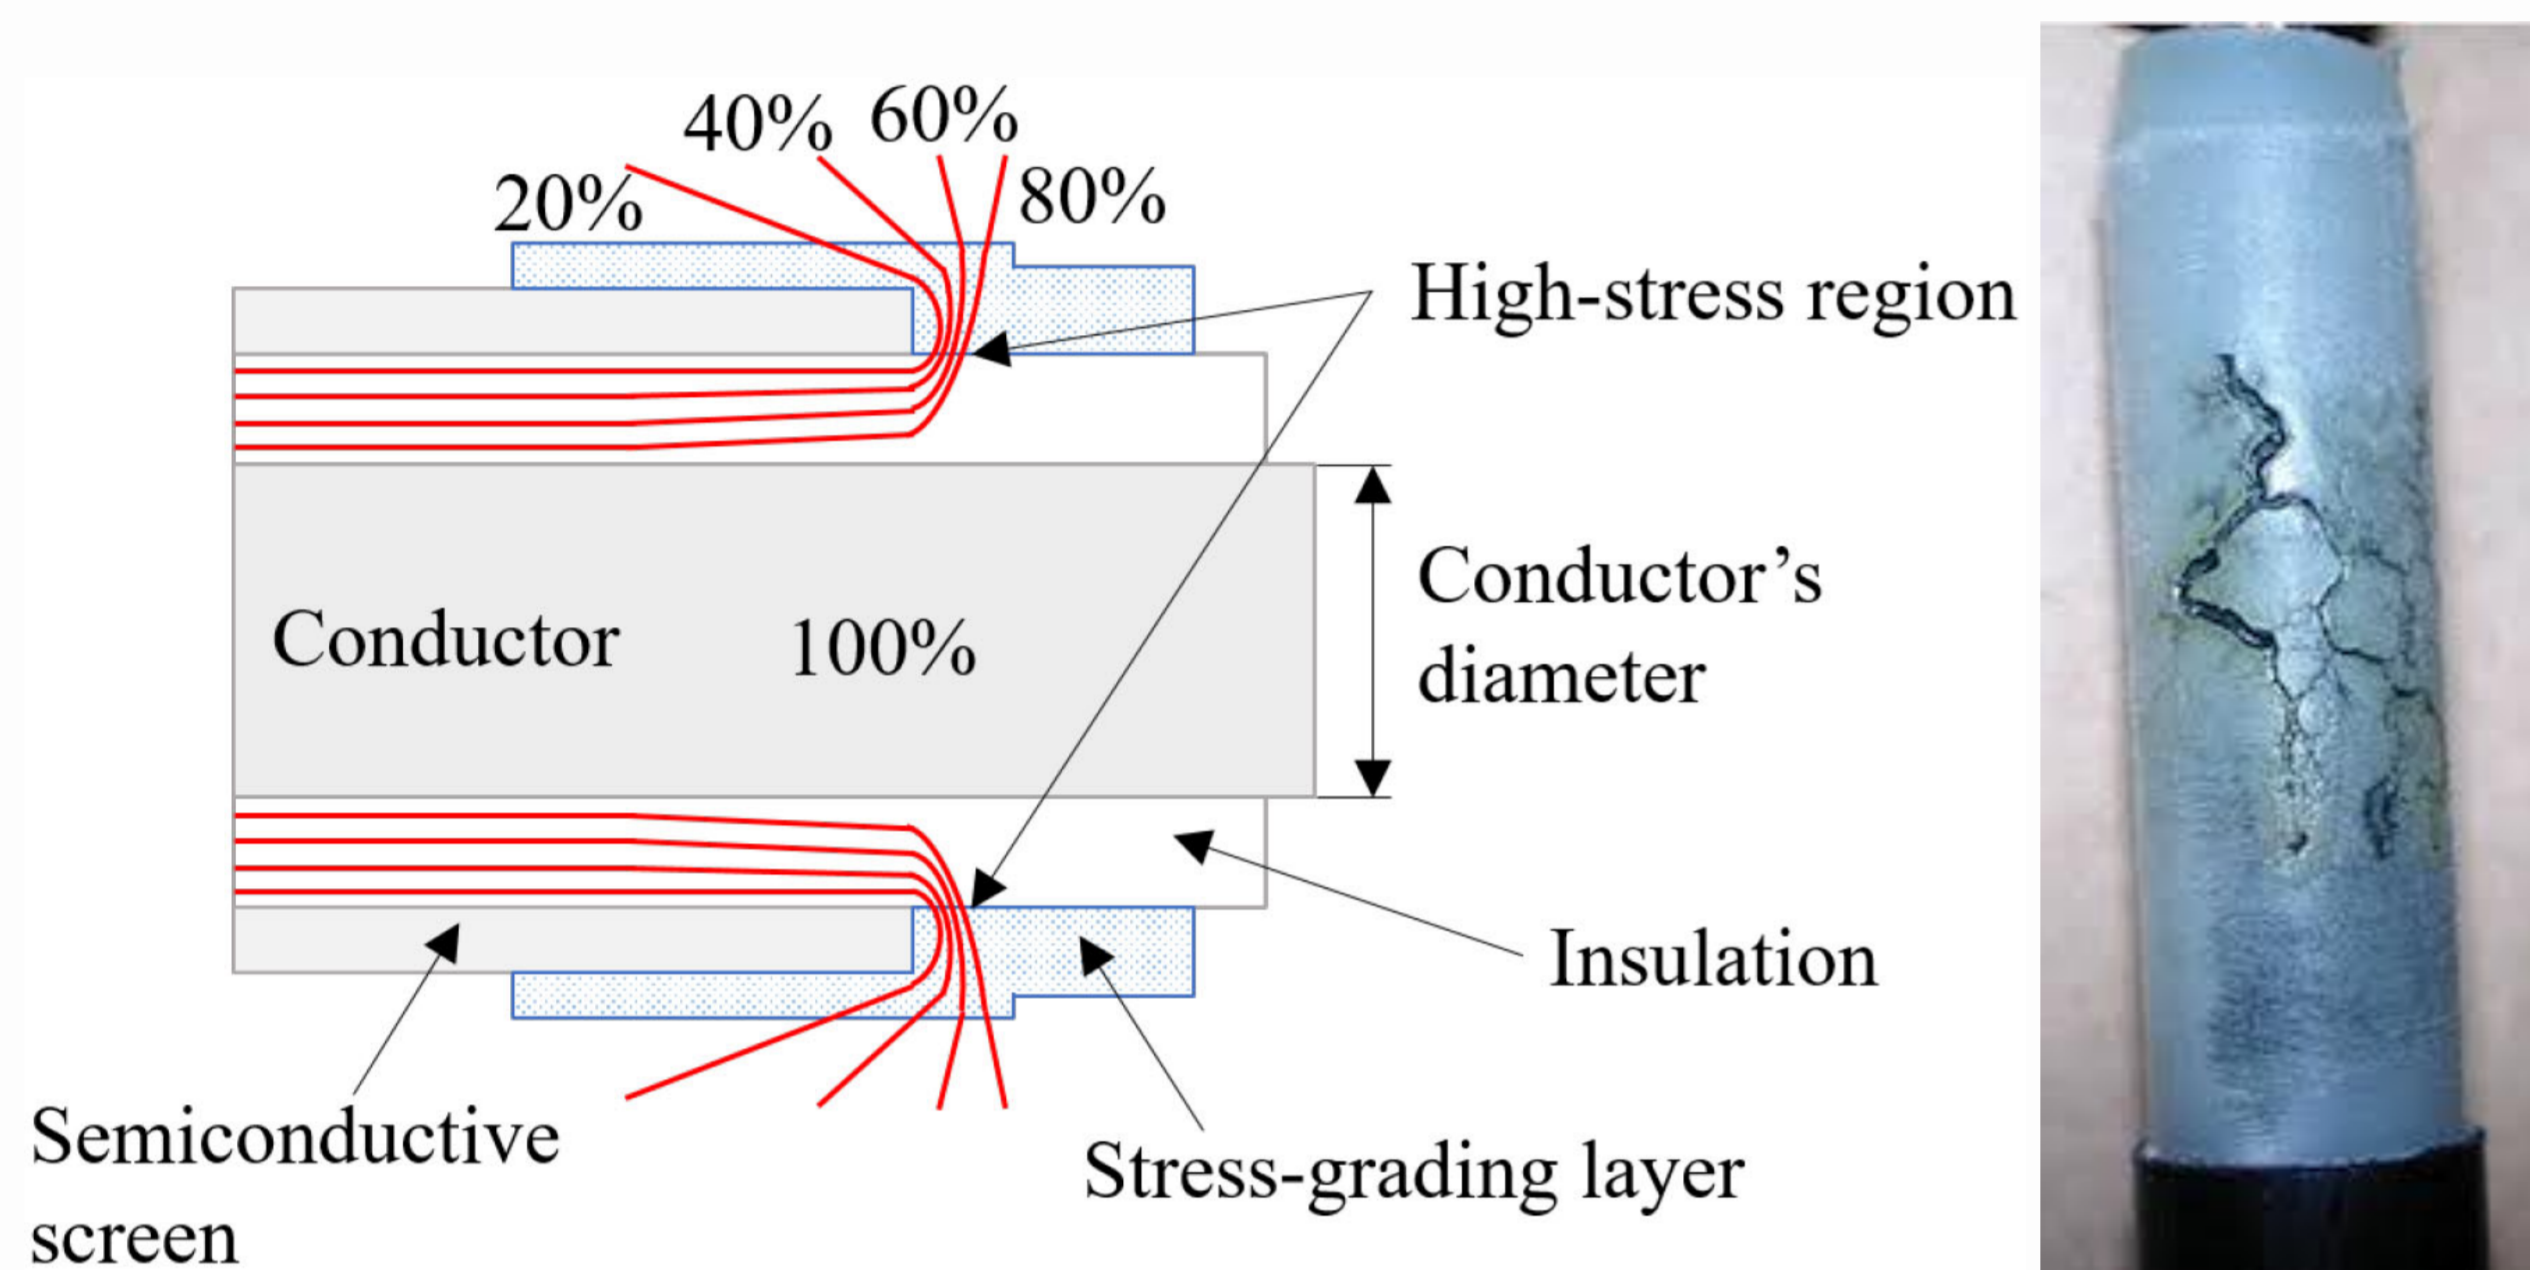 40% 60%
20%
80%
High-stress region
Conductor 100%
Conductor’s
diameter
Insulation
Semiconductive
screen
Stress-grading layer